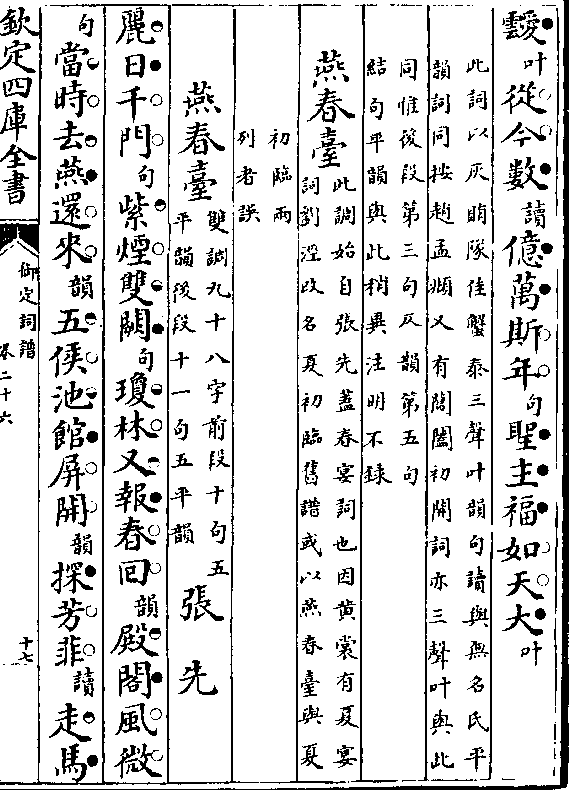 靉叶從今數讀億萬斯年句聖主福如天大叶
此詞以灰賄隊佳蟹泰三聲叶韻句讀與無名氏平
韻詞同按趙孟頫又有閶闔初開詞亦三聲叶與此
同惟後段第三句仄韻第五句
結句平韻與此稍異注明不錄
燕春臺
此調始自張先蓋春宴詞也因黃裳有夏宴
詞劉涇改名夏初臨舊譜或以燕春臺與夏
初臨兩
列者誤
燕春臺
雙調九十八字前段十句五
平韻後段十一句五平韻
張先
麗日千門句紫煙雙闕句瓊林又報春回韻殿閣風微
句當時去燕還來韻五侯池館屏開韻探芳菲讀走馬
欽定四庫全書
御定詞譜
卷二十六
十七